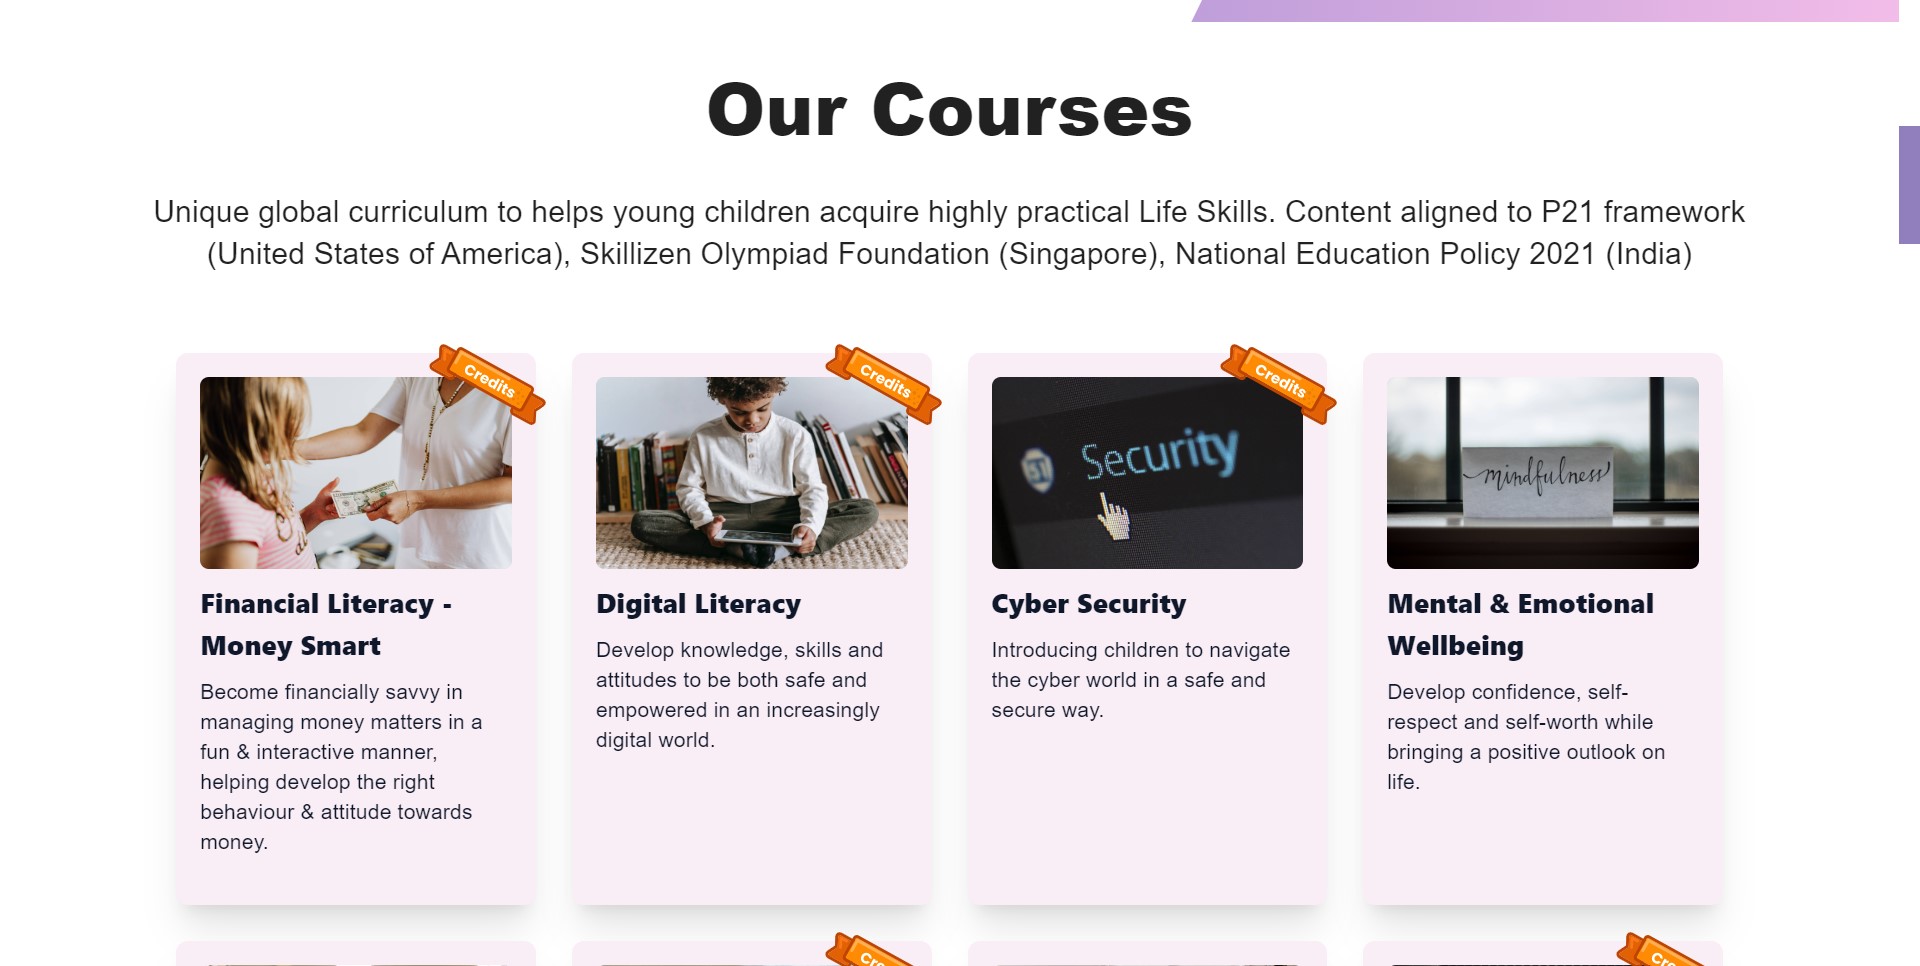 Our Courses
Unique global curriculum to helps young children acquire highly practical Life Skills. Content aligned to P21 framework
(United States of America), Skillizen Olympiad Foundation (Singapore), National Education Policy 2021 (India)
Credits
Financial Literacy -
Money Smart
Become financially savvy in
managing money matters in a
fun & interactive manner,
helping develop the right
behaviour & attitude towards
money.
Credits
Digital Literacy
Develop knowledge, skills and
attitudes to be both safe and
empowered in an increasingly
digital world.
Credits
Security
Cyber Security
Introducing children to navigate
the cyber world in a safe and
secure way.
mindfulness
Mental & Emotional
Wellbeing
Develop confidence, self-
respect and self-worth while
bringing a positive outlook on
life.